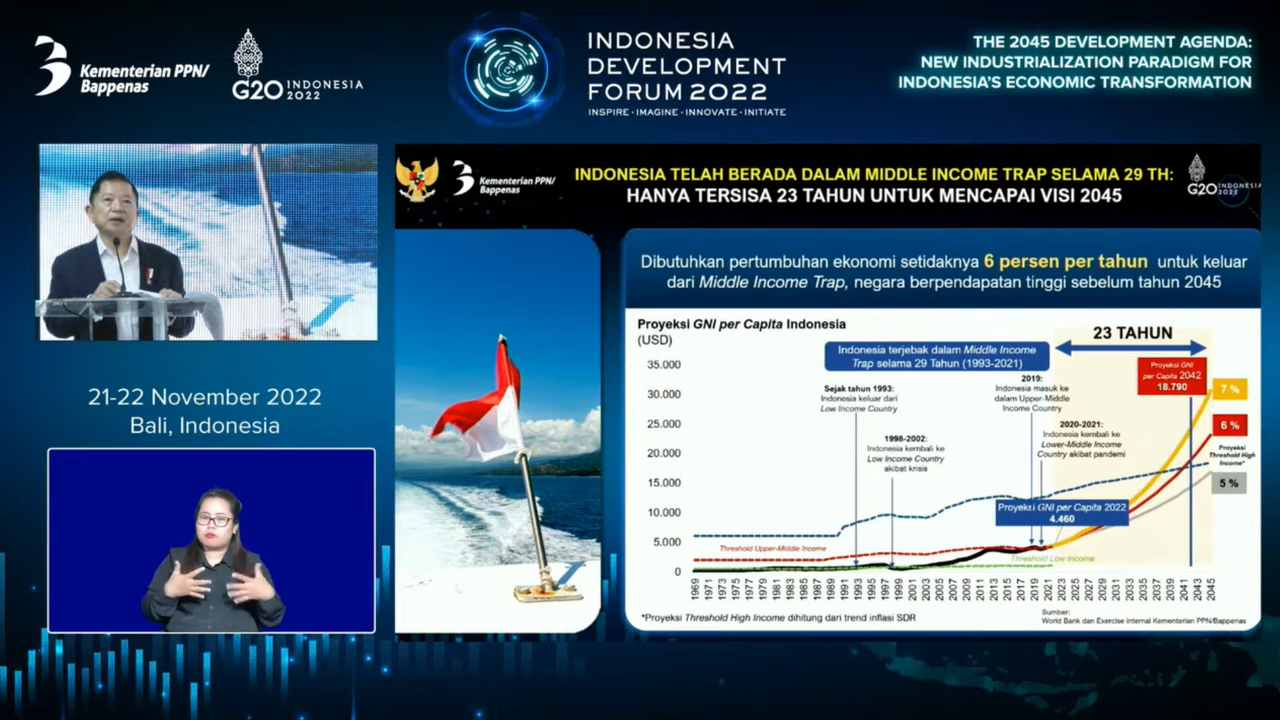 Kementerian PPN/
Bappenas
G20 INDONESIA
2022
INDONESIA
DEVELOPMENT
FORUM 2022
INSPIRE · IMAGINE · INNOVATE · INITIATE
THE 2045 DEVELOPMENT AGENDA:
NEW INDUSTRIALIZATION PARADIGM FOR
INDONESIA'S ECONOMIC TRANSFORMATION
21-22 November 2022
Bali, Indonesia
Kementerian PPN/
Bappenas
INDONESIA TELAH BERADA DALAM MIDDLE INCOME TRAP SELAMA 29 TH:
HANYA TERSISA 23 TAHUN UNTUK MENCAPAI VISI 2045
G20 INDONESIA
2022
Dibutuhkan pertumbuhan ekonomi setidaknya 6 persen per tahun untuk keluar
dari Middle Income Trap, negara berpendapatan tinggi sebelum tahun 2045
Proyeksi GNI per Capita Indonesia
(USD)
35.000
30.000
25.000
20.000
15.000
10.000
5.000
0
Indonesia terjebak dalam Middle Income
Trap selama 29 Tahun (1993-2021)
23 TAHUN
Sejak tahun 1993:
Indonesia keluar dari
Low Income Country
1998-2002:
Indonesia kembali ke
Low Income Country
akibat krisis
2019:
Indonesia masuk ke
dalam Upper-Middle
Income Country
2020-2021:
Indonesia kembali ke
Lower-Middle Income
Country akibat pandemi
Proyeksi GNI
per Capita 2042
18.790
7 %
6 %
Proyeksi
Threshold High
Income*
5 %
Proyeksi GNI per Capita 2022
4.460
Threshold Upper-Middle Income
Threshold Low Income
1969 1971 1973 1975 1977 1979 1981 1983 1985 1987 1989 1991 1993 1995 1997 1999 2001 2003 2005 2007 2009 2011 2013 2015 2017 2019 2021 2023 2025 2027 2029 2031 2033 2035 2037 2039 2041 2043 2045
*Proyeksi Threshold High Income dihitung dari trend inflasi SDR
Sumber:
World Bank dan Exercise Internal Kementerian PPN/Bappenas